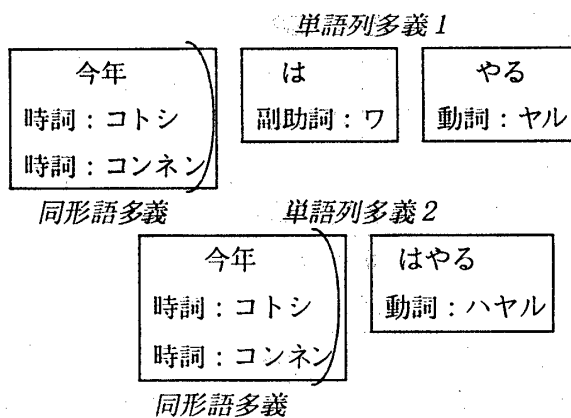 単語列多義1
今年 は やる
時詞：コトシ 副助詞：ワ 動詞：ヤル
時詞：コンネン
同形語多義 単語列多義2
今年 はやる
時詞：コトシ 動詞：ハヤル
時詞：コンネン
同形語多義